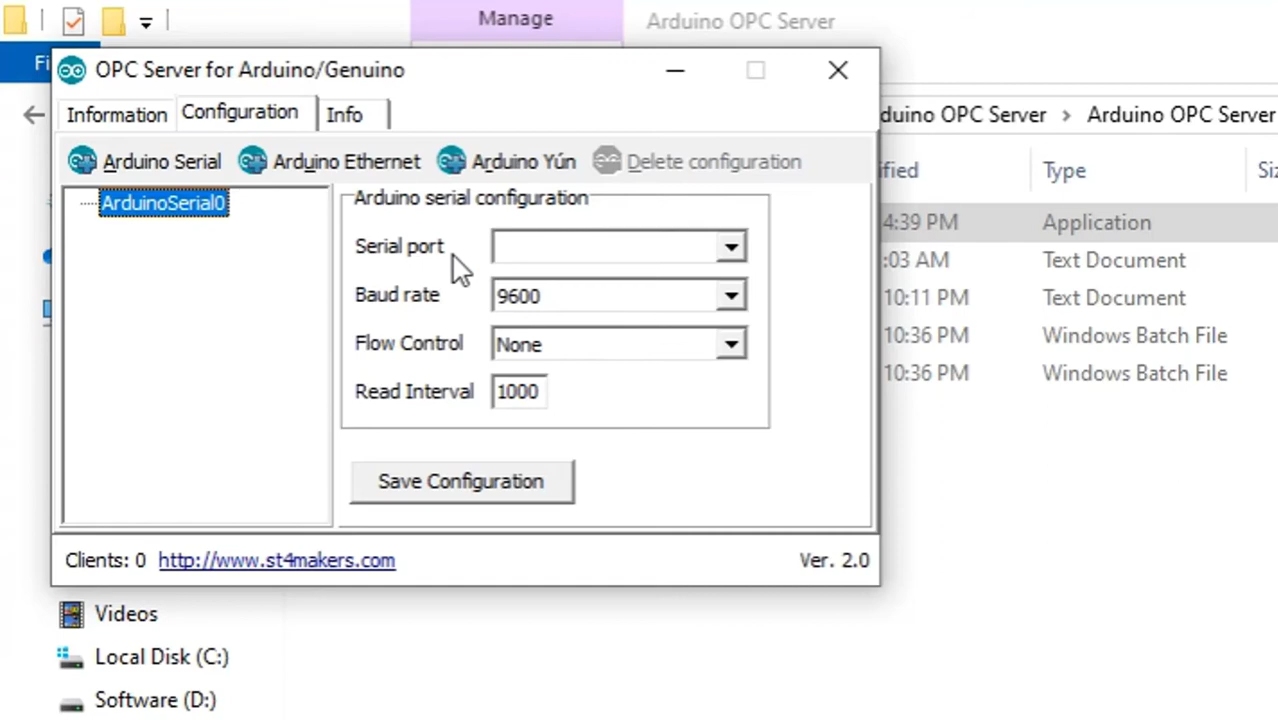 Manage
Arduino OPC Server
Fi
OPC Server for Arduino/Genuino
Information
Configuration
Info
duino OPC Server > Arduino OPC Server
Arduino Serial
Arduino Ethernet
Arduino Yún
Delete configuration
ified
Type
Siz
ArduinoSerial0
Arduino serial configuration
Serial port
Baud rate
9600
Flow Control
None
Read Interval
1000
Save Configuration
4:39 PM
Application
:03 AM
Text Document
10:11 PM
Text Document
10:36 PM
Windows Batch File
10:36 PM
Windows Batch File
Clients: 0
http://www.st4makers.com
Ver. 2.0
Videos
Local Disk (C:)
Software (D:)